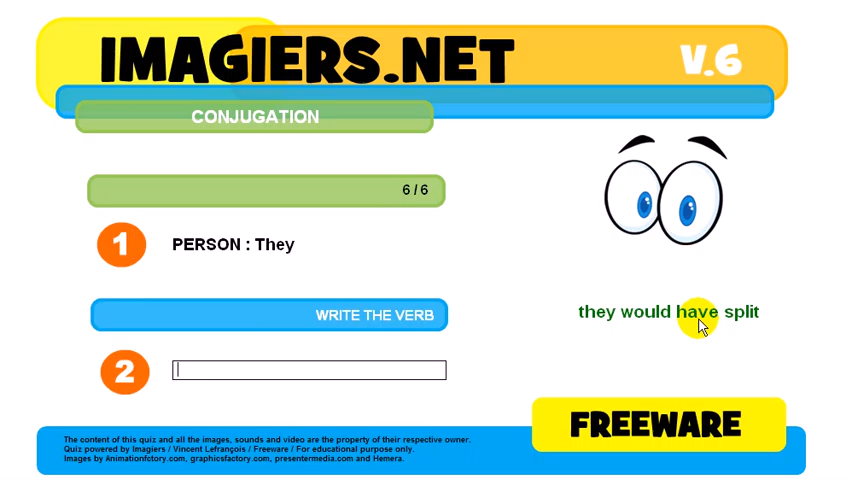 IMAGIERS.NET
V.6
CONJUGATION
6 / 6
1
PERSON : They
they would have split
WRITE THE VERB
2
FREEWARE
The content of this quiz and all the images, sounds and video are the property of their respective owner.
Quiz powered by Imagiers / Vincent Lefrançois / Freeware / For educational purpose only.
Images by Animationfctory.com, graphicsfactory.com, presentermedia.com and Hemera.